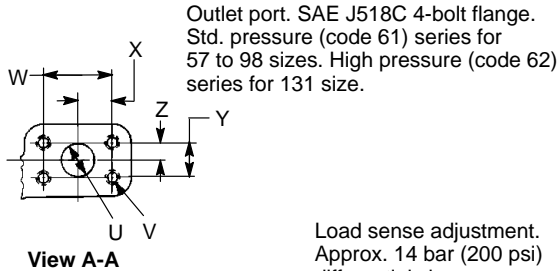 Outlet port. SAE J518C 4-bolt flange.
Std. pressure (code 61) series for
57 to 98 sizes. High pressure (code 62)
series for 131 size.
X
W
Z
Y
U
V
View A-A
Load sense adjustment.
Approx. 14 bar (200 psi)